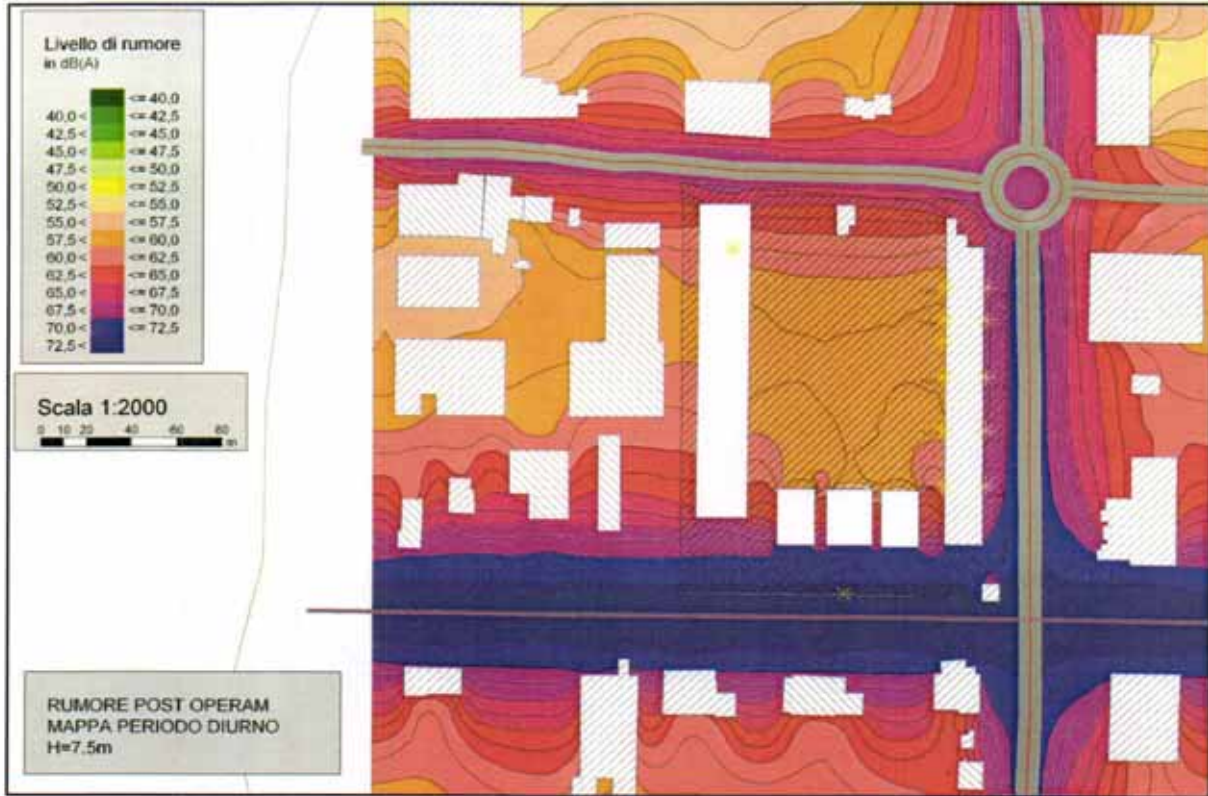 Livello di rumore
in dB(A)
<= 40,0
40,0 < <= 42,5
42,5 < <= 45,0
45,0 < <= 47,5
47,5 < <= 50,0
50,0 < <= 52,5
52,5 < <= 55,0
55,0 < <= 57,5
57,5 < <= 60,0
60,0 < <= 62,5
62,5 < <= 65,0
65,0 < <= 67,5
67,5 < <= 70,0
70,0 < <= 72,5
72,5 <
Scala 1:2000
0 10 20 40 60 80
m
RUMORE POST OPERAM
MAPPA PERIODO DIURNO
H=7.5m